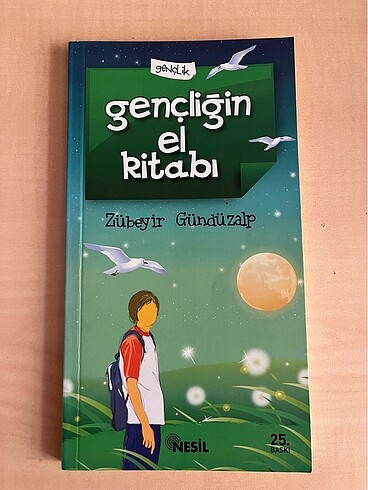 gençlik
gençliğin
el
kitabı
Zübeyir Gündüzalp
NESİL
25.
BASKI